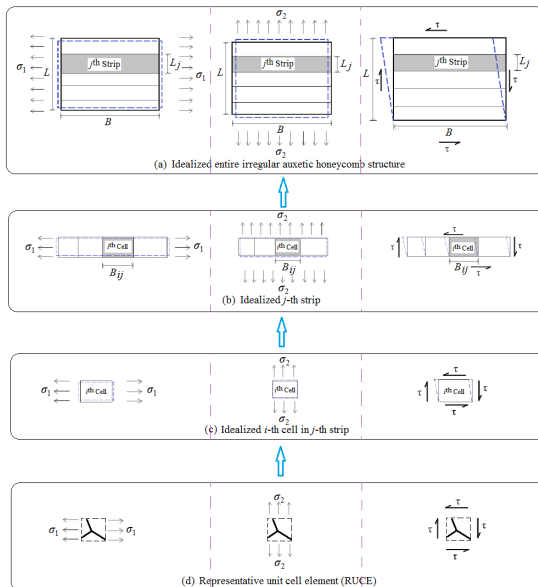 σ2
τ
σ1 L jth Strip Lj σ1 L jth Strip L jth Strip Lj
τ τ
B B
σ2 τ
(a) Idealized entire irregular auxetic honeycomb structure
σ2 τ
σ1 ith Cell σ1 ith Cell τ ith Cell τ
Bij Bij Bij τ
σ2
(b) Idealized j-th strip
σ2 τ
σ1 ith Cell σ1 ith Cell τ ith Cell τ
σ2 τ
(c) Idealized i-th cell in j-th strip
σ2 τ
σ1 σ1 τ τ
σ2 τ
(d) Representative unit cell element (RUCE)